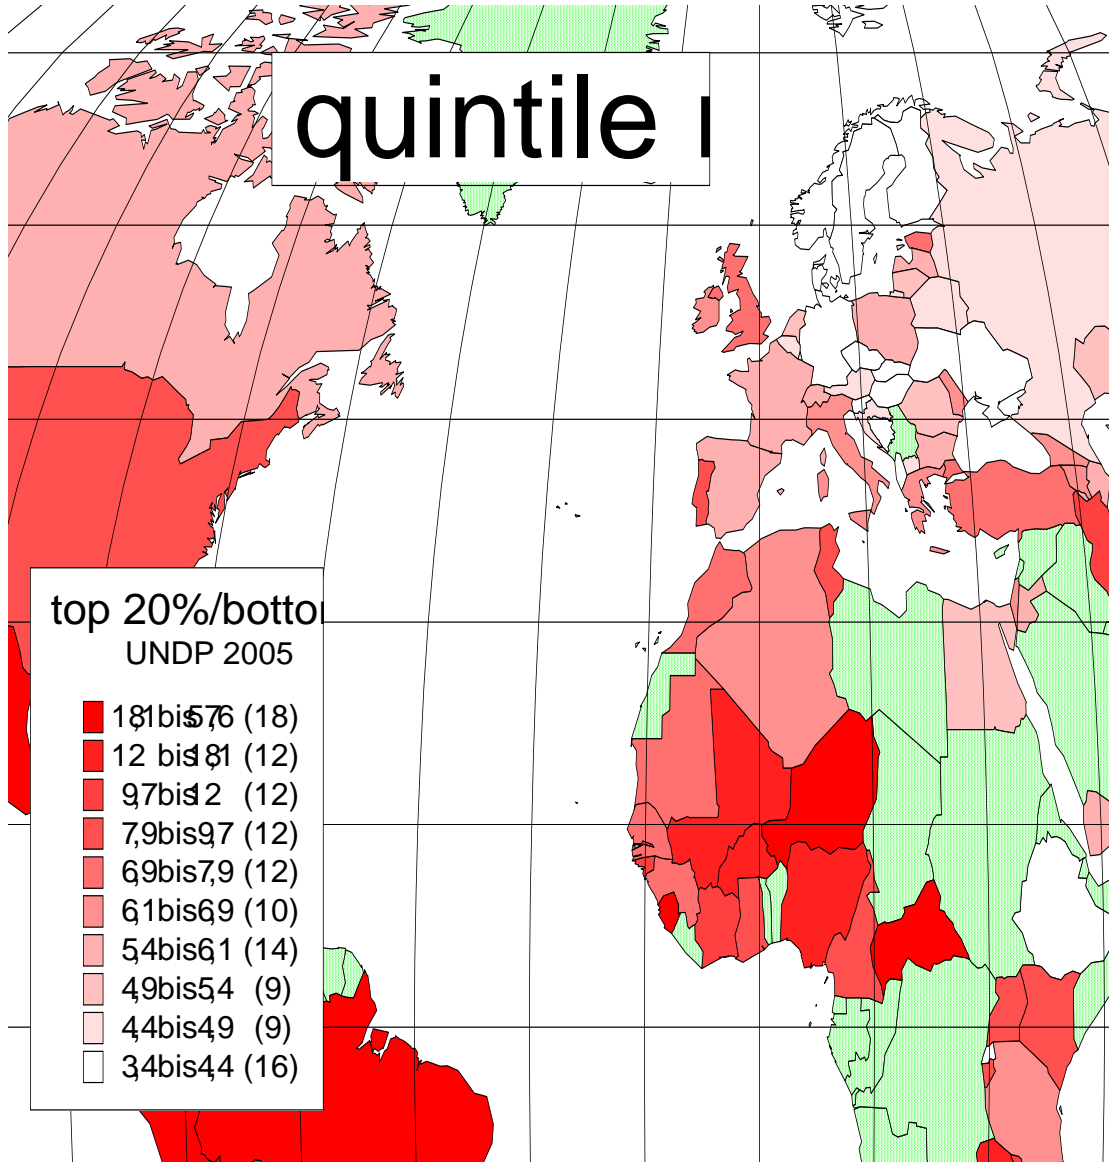 quintile
top 20%/botto
UNDP 2005
18,1bis57,6 (18)
12 bis18,1 (12)
9,7bis12 (12)
7,9bis9,7 (12)
6,9bis7,9 (12)
6,1bis6,9 (10)
5,4bis6,1 (14)
4,9bis5,4 (9)
4,4bis4,9 (9)
3,4bis4,4 (16)